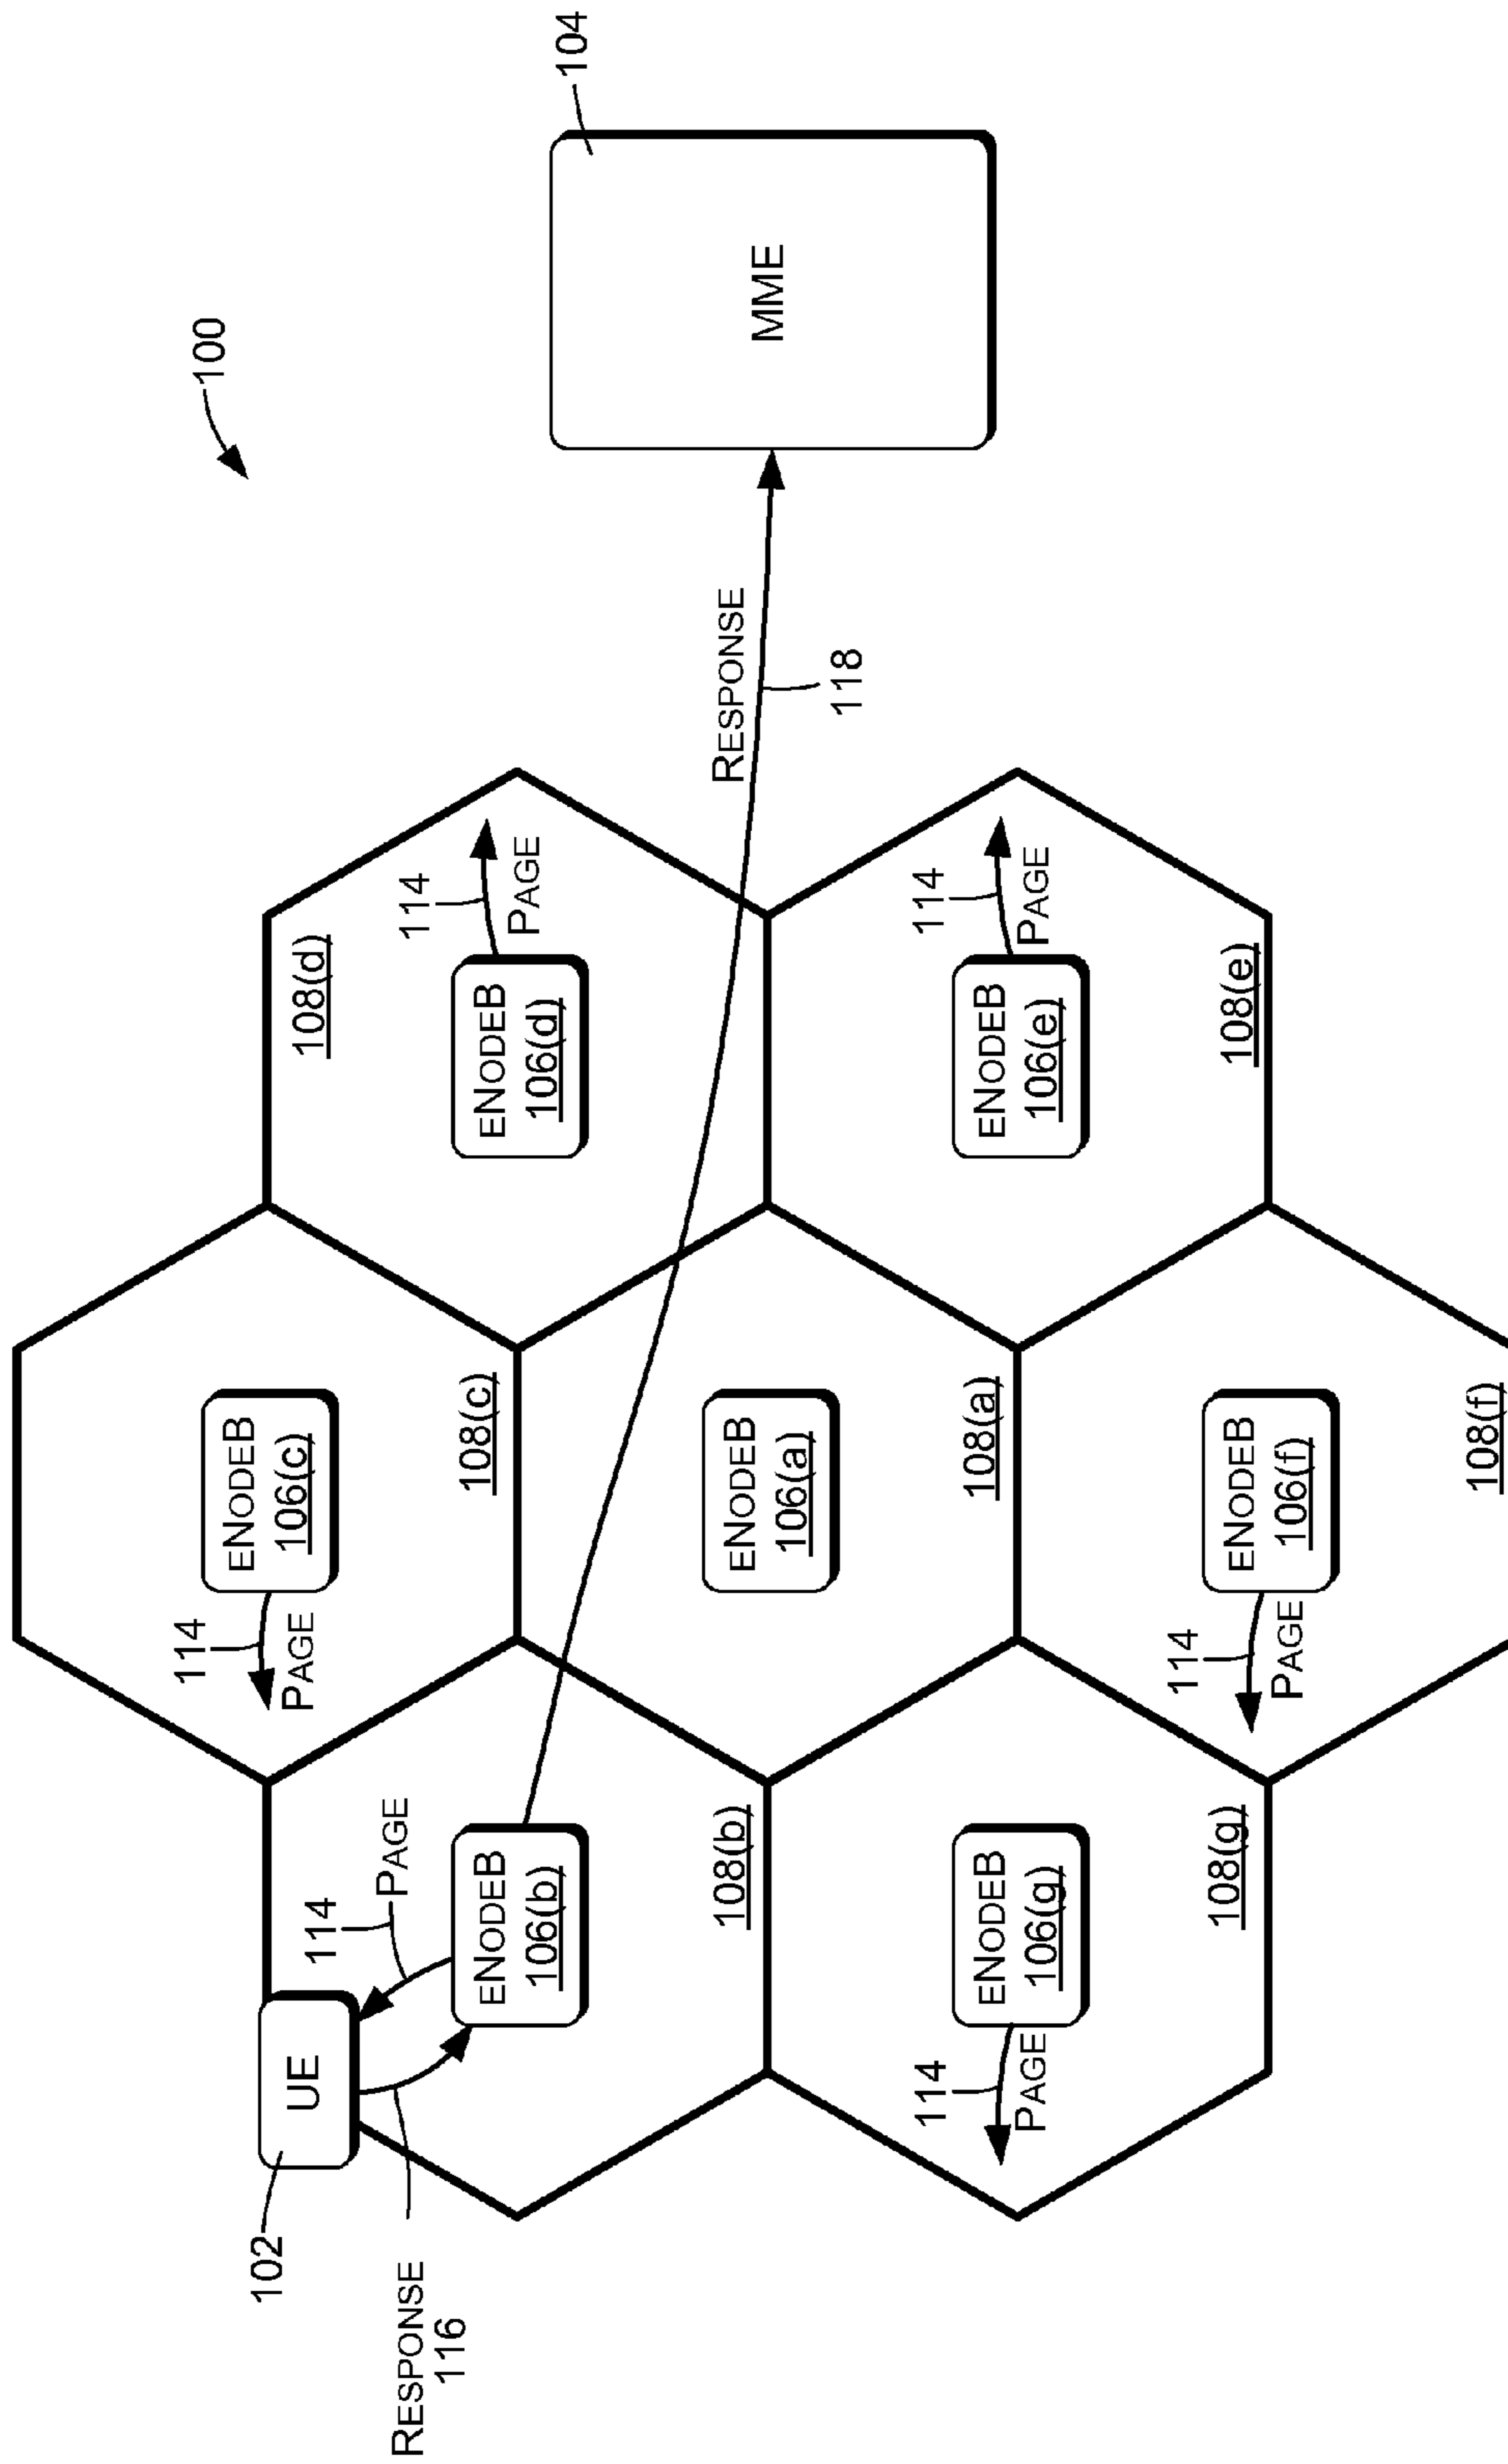 100
114
PAGE
ENODEB
106(c)
102
UE
108(d)
114
PAGE
RESPONSE
116
114
PAGE
108(c)
ENODEB
106(b)
ENODEB
106(d)
104
108(b)
ENODEB
106(a)
RESPONSE
118
MME
114
PAGE
ENODEB
106(g)
108(a)
ENODEB
106(e)
114
PAGE
114
PAGE
108(g)
ENODEB
106(f)
108(e)
108(f)